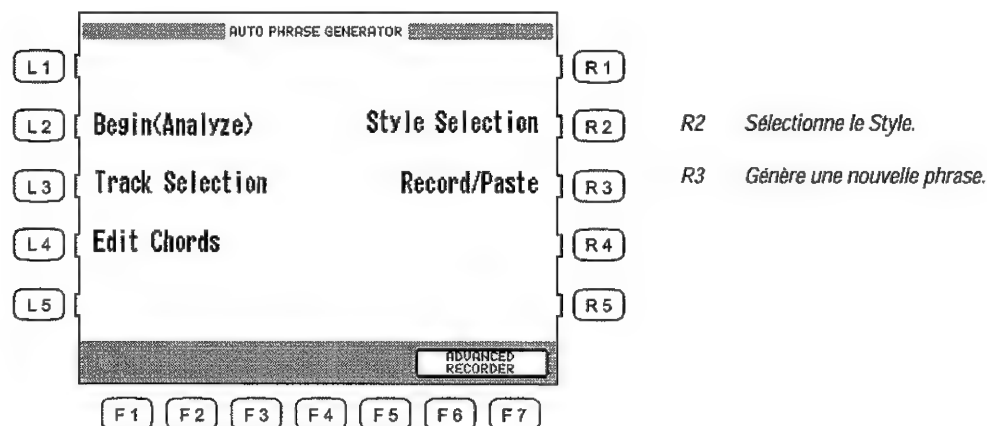 AUTO PHRASE GENERATOR
L1 R1
L2 Begin(Analyze) Style Selection R2 R2 Sélectionne le Style.
L3 Track Selection Record/Paste R3 R3 Génère une nouvelle phrase.
L4 Edit Chords R4
L5 R5
ADVANCED
RECORDER
F1 F2 F3 F4 F5 F6 F7